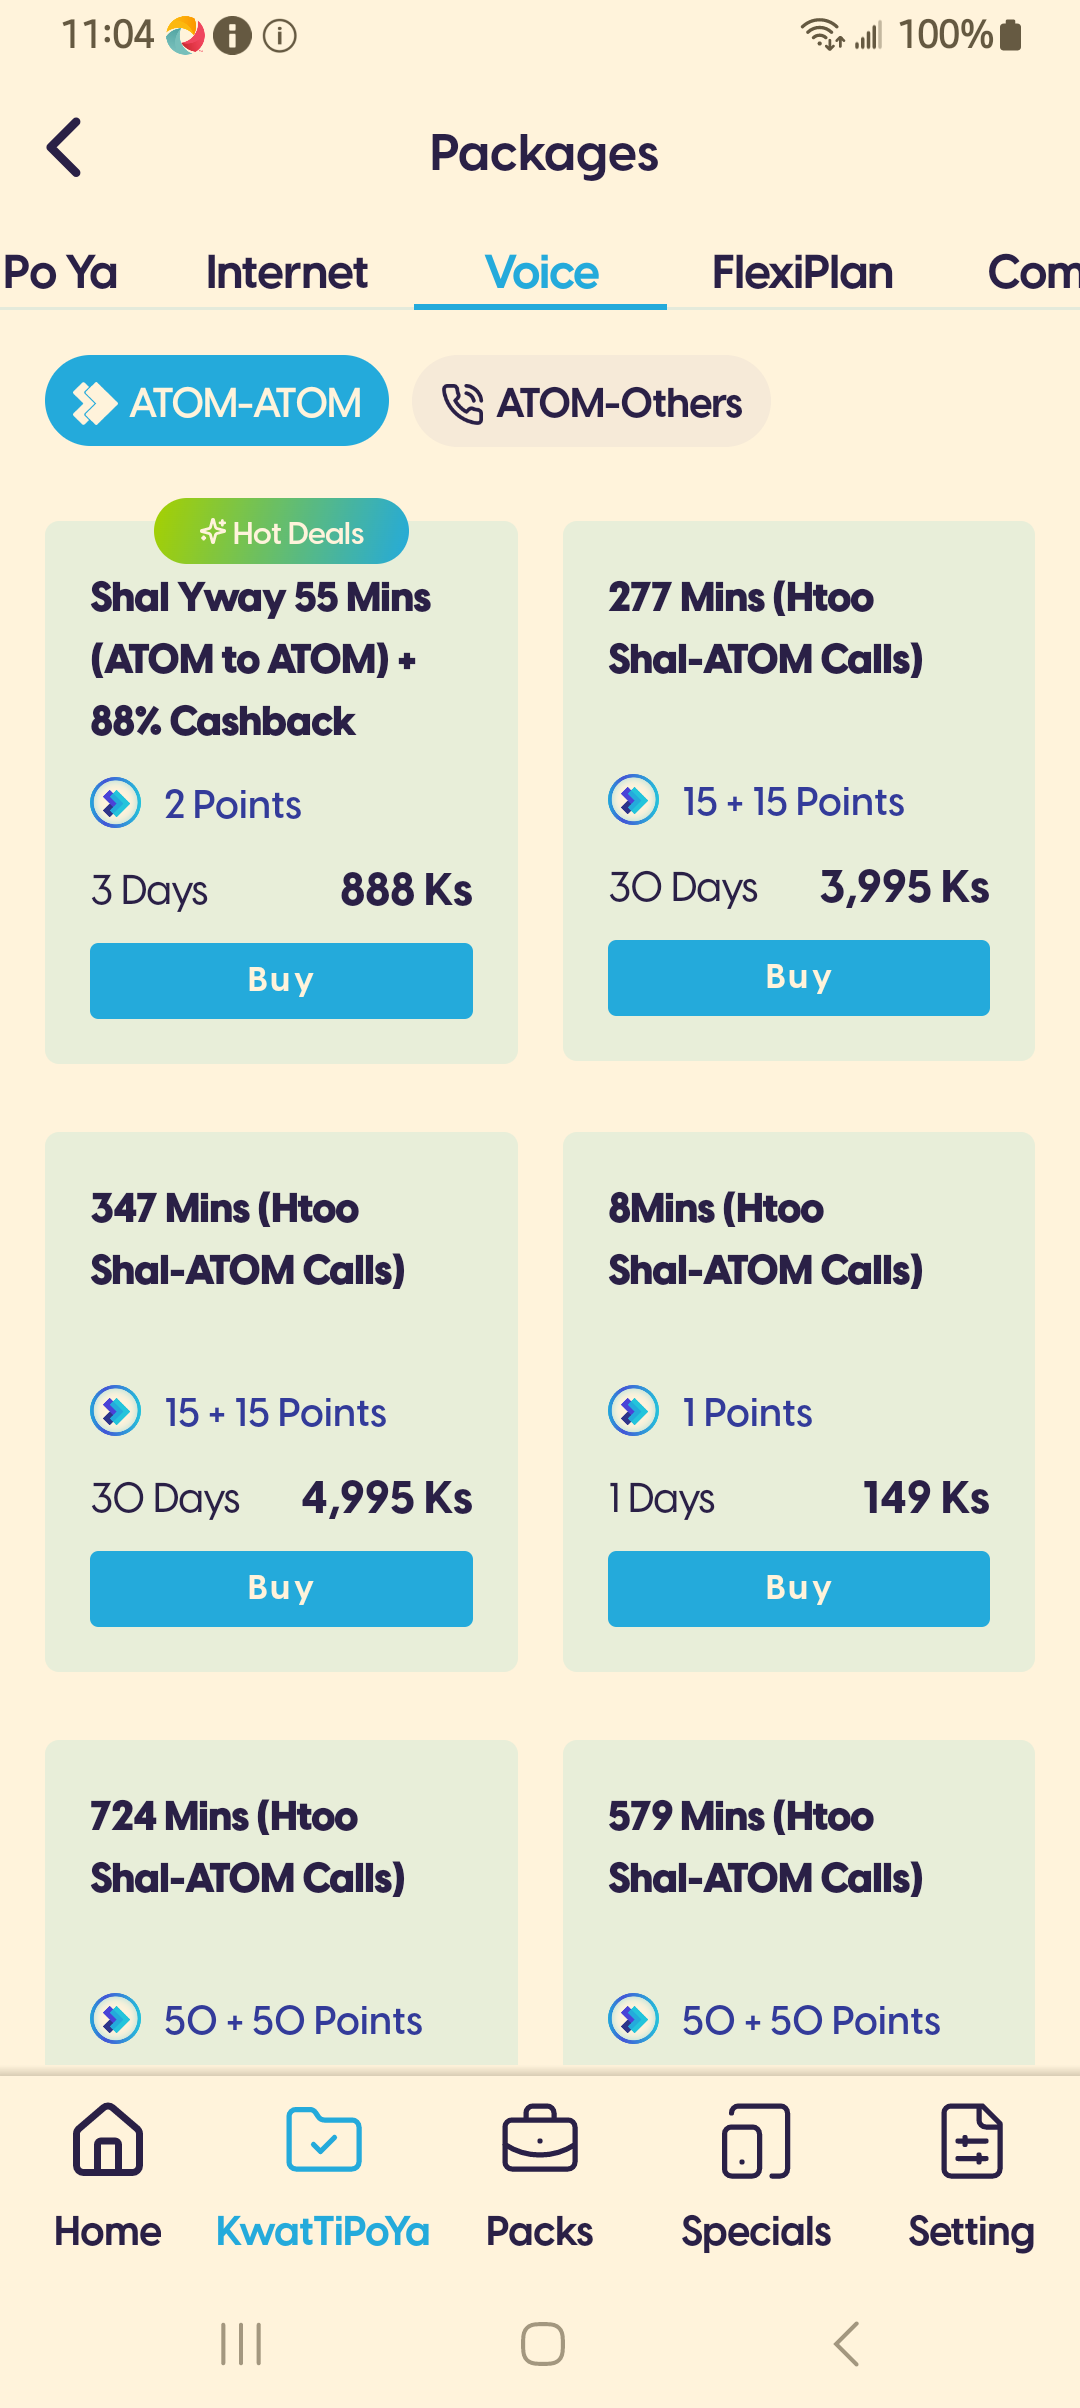 11:04
100%
Packages
Po Ya Internet Voice FlexiPlan Com
ATOM-ATOM ATOM-Others
Hot Deals
Shal Yway 55 Mins
(ATOM to ATOM) +
88% Cashback
2 Points
3 Days 888 Ks
Buy
277 Mins (Htoo
Shal-ATOM Calls)
15 + 15 Points
30 Days 3,995 Ks
Buy
347 Mins (Htoo
Shal-ATOM Calls)
15 + 15 Points
30 Days 4,995 Ks
Buy
8Mins (Htoo
Shal-ATOM Calls)
1 Points
1 Days 149 Ks
Buy
724 Mins (Htoo
Shal-ATOM Calls)
50 + 50 Points
579 Mins (Htoo
Shal-ATOM Calls)
50 + 50 Points
Home KwatTiPoYa Packs Specials Setting